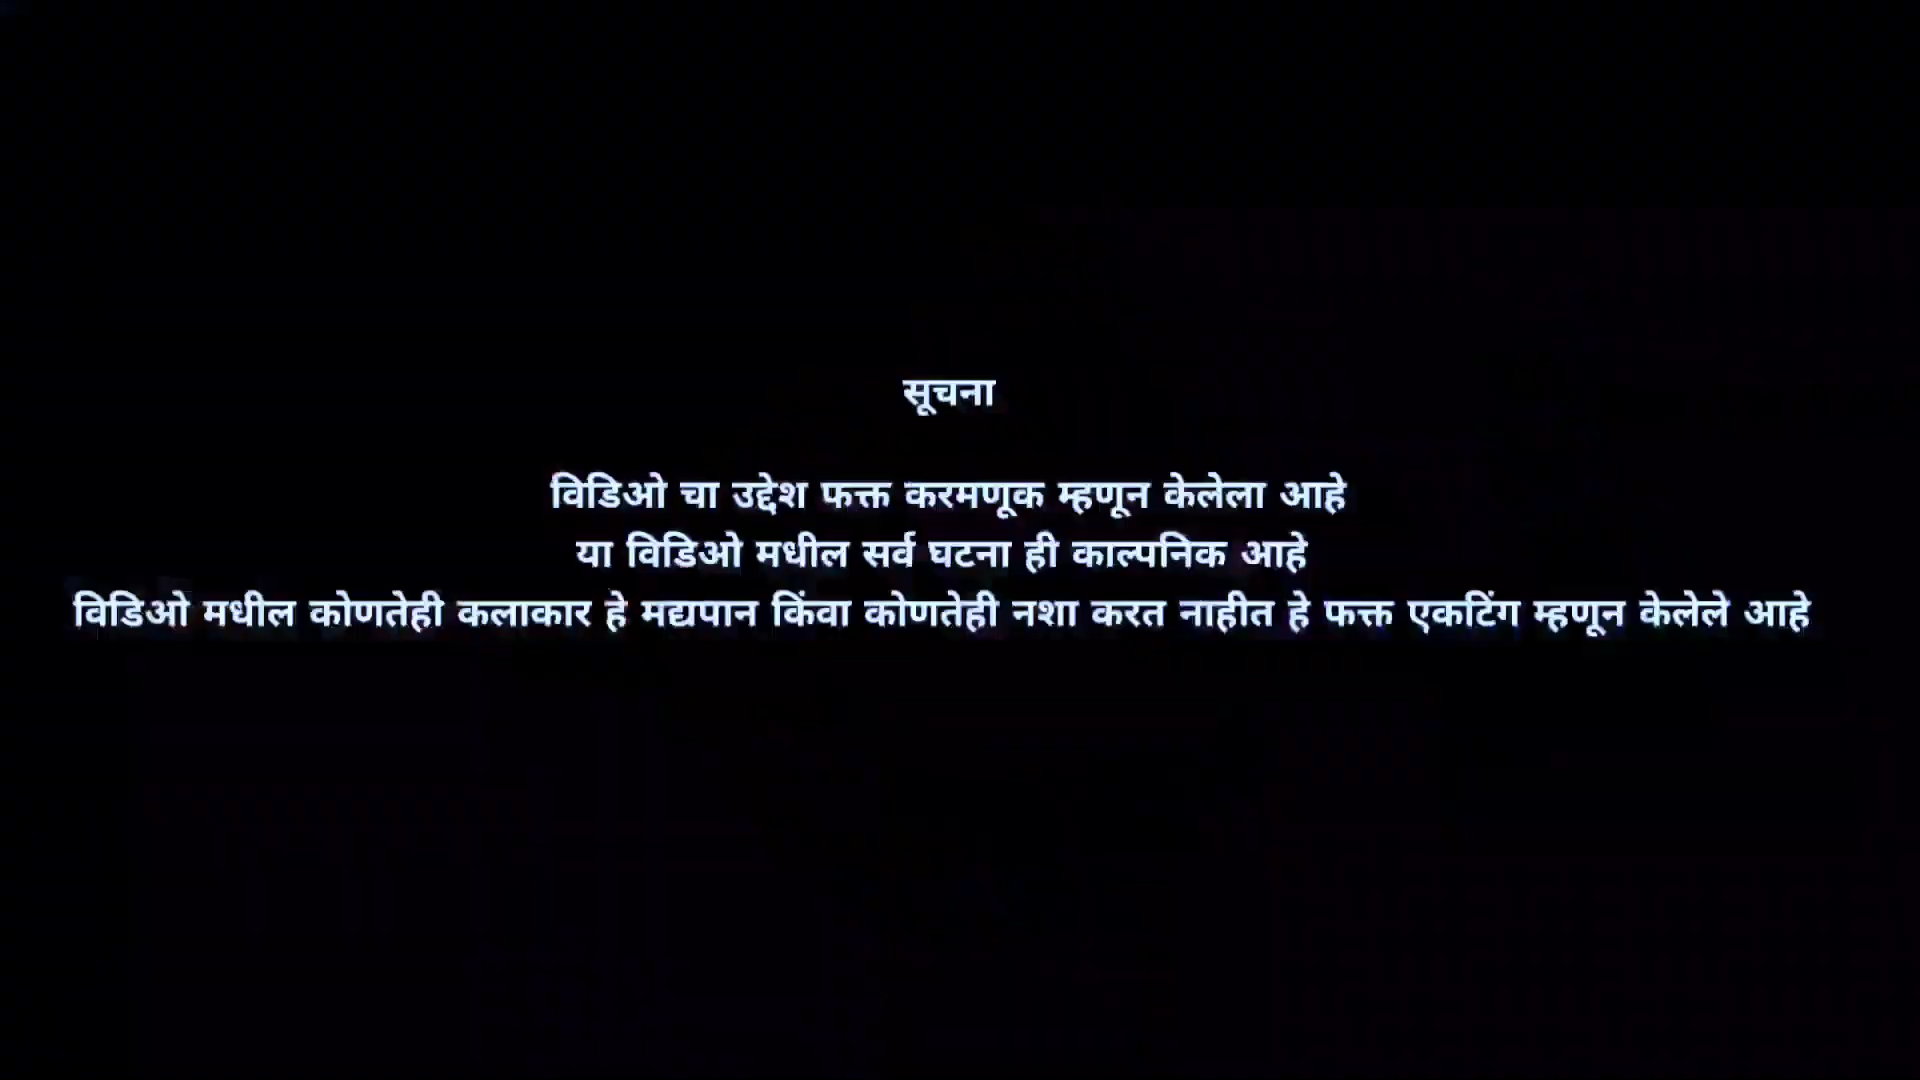 सूचना
विडिओ चा उद्देश फक्त करमणूक म्हणून केलेला आहे
या विडिओ मधील सर्व घटना ही काल्पनिक आहे
विडिओ मधील कोणतेही कलाकार हे मद्यपान किंवा कोणतेही नशा करत नाहीत हे फक्त एकटिंग म्हणून केलेले आहे